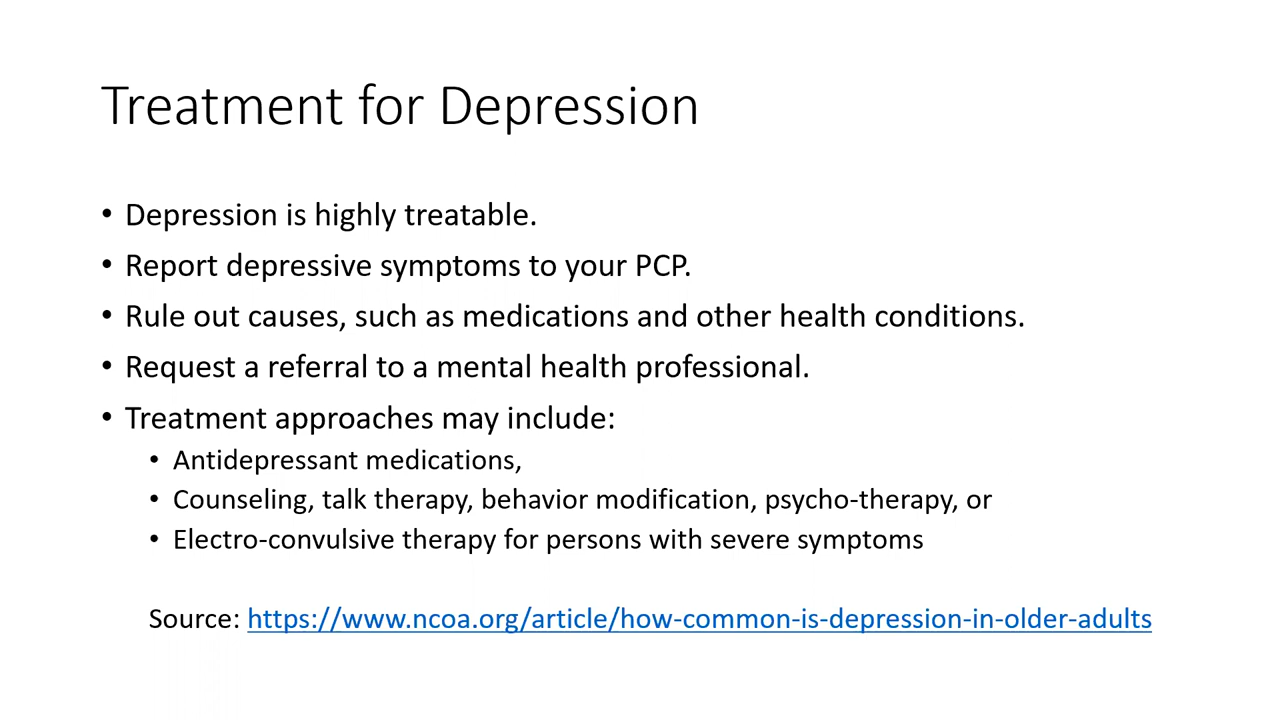 Treatment for Depression
• Depression is highly treatable.
• Report depressive symptoms to your PCP.
• Rule out causes, such as medications and other health conditions.
• Request a referral to a mental health professional.
• Treatment approaches may include:
• Antidepressant medications,
• Counseling, talk therapy, behavior modification, psycho-therapy, or
• Electro-convulsive therapy for persons with severe symptoms
Source: https://www.ncoa.org/article/how-common-is-depression-in-older-adults